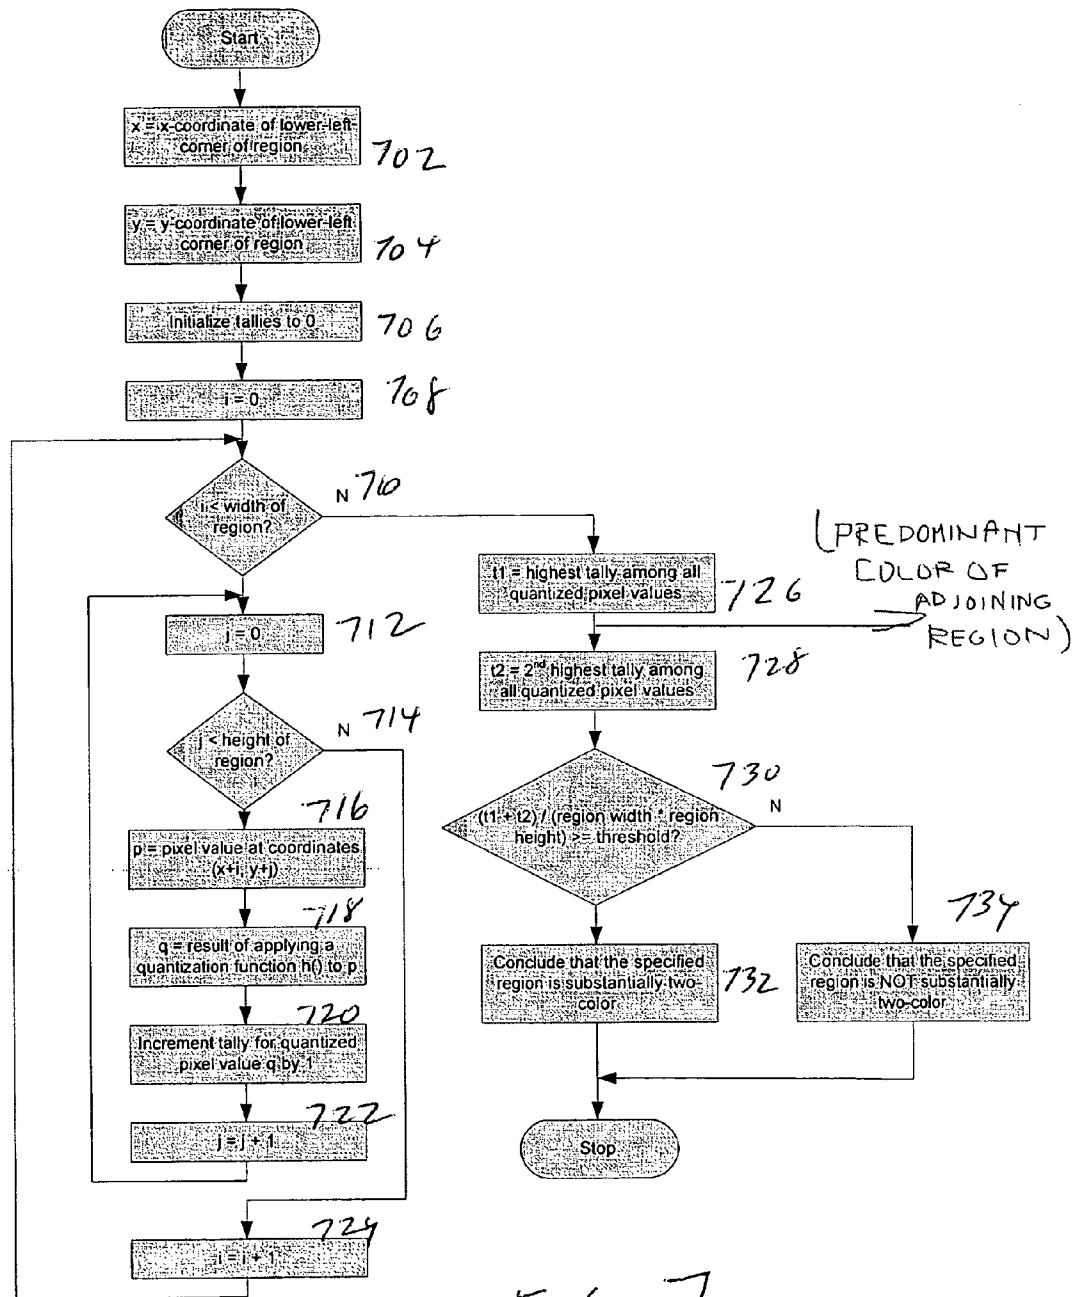 Start
x = x-coordinate of lower-left-
corner of region
702
y = y-coordinate of lower-left
corner of region
704
Initialize tallies to 0
706
i = 0
708
i < width of
region?
N 710
j = 0
712
j < height of
region?
N 714
716
p = pixel value at coordinates
(x+i, y+j)
718
q = result of applying a
quantization function h() to p
720
Increment tally for quantized
pixel value q by 1
722
j = j + 1
724
i = i + 1
t1 = highest tally among all
quantized pixel values
726
(PREDOMINANT
COLOR OF
ADJOINING
REGION)
t2 = 2nd highest tally among
all quantized pixel values
728
730
N
(t1 + t2) / (region width * region
height) >= threshold?
Conclude that the specified
region is substantially two-
color
732
734
Conclude that the specified
region is NOT substantially
two-color
Stop